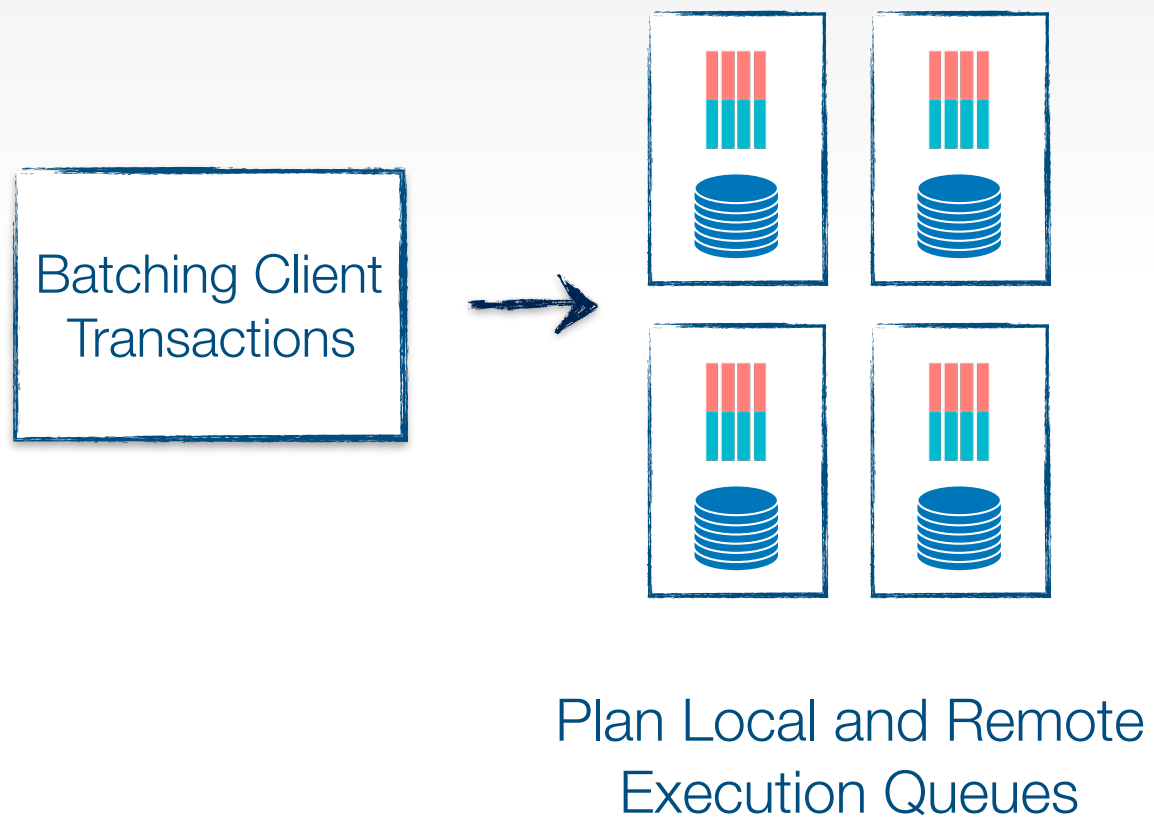 Batching Client
Transactions
Plan Local and Remote
Execution Queues